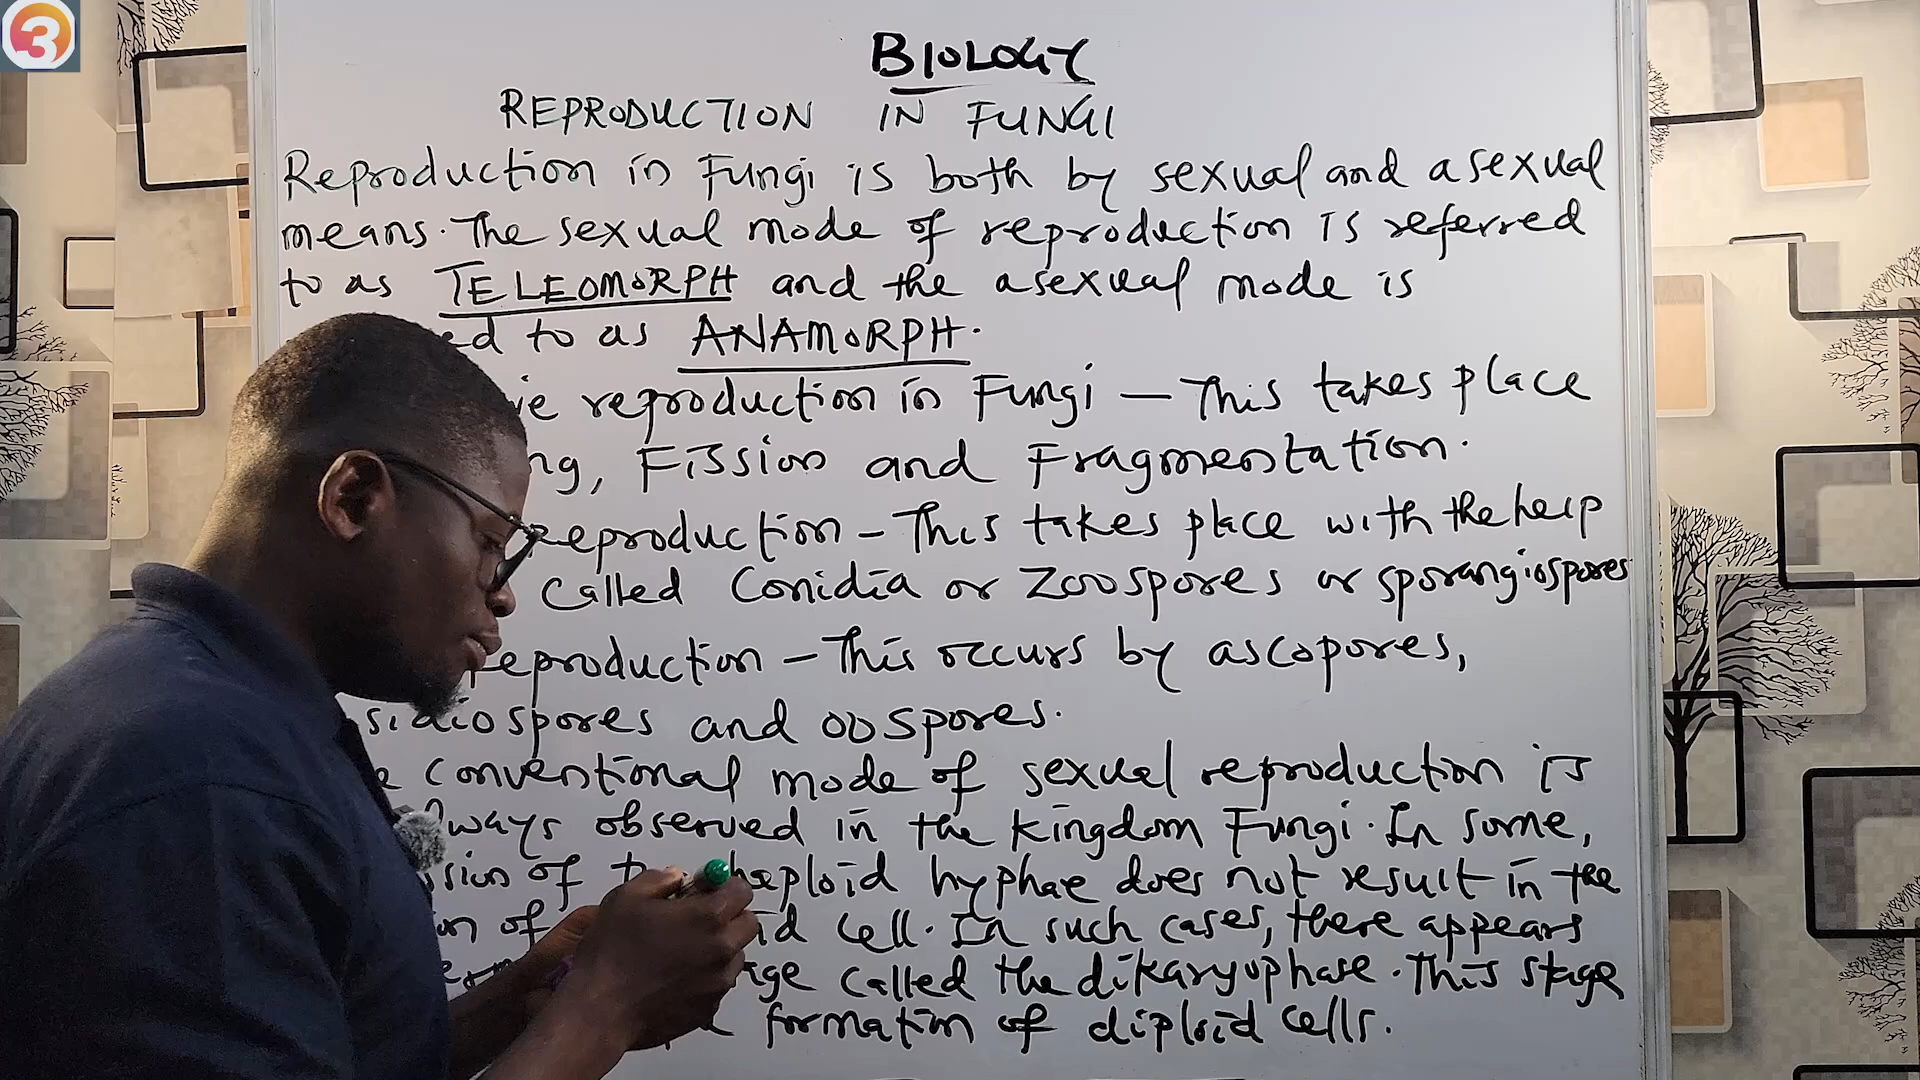 3
BIOLOGY
REPRODUCTION IN FUNGI
Reproduction in Fungi is both by sexual and asexual
means. The sexual mode of reproduction is referred
to as TELEOMORPH and the asexual mode is
to as ANAMORPH.
reproduction in Fungi — This takes place
Fission and Fragmentation.
reproduction - This takes place with the help
called Conidia or Zoospores or sporangiospores
reproduction - This occurs by ascopores,
and oospores.
conventional mode of sexual reproduction is
observed in the kingdom Fungi. In some,
of haploid hyphae does not result in the
of cell. In such cases, there appears
called the dikaryophase. This stage
formation of diploid cells.